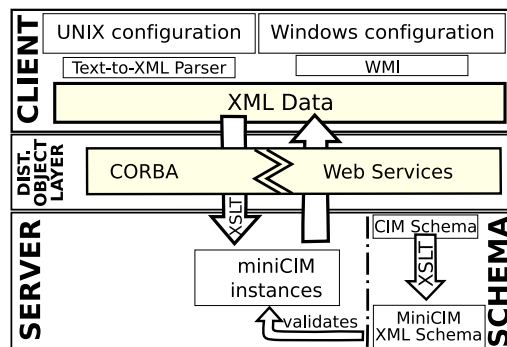 CLIENT
UNIX configuration
Windows configuration
Text-to-XML Parser
WMI
XML Data
DIST.
OBJECT
LAYER
CORBA
Web Services
SERVER
XSLT
miniCIM
instances
validates
SCHEMA
CIM Schema
XSLT
MiniCIM
XML Schema